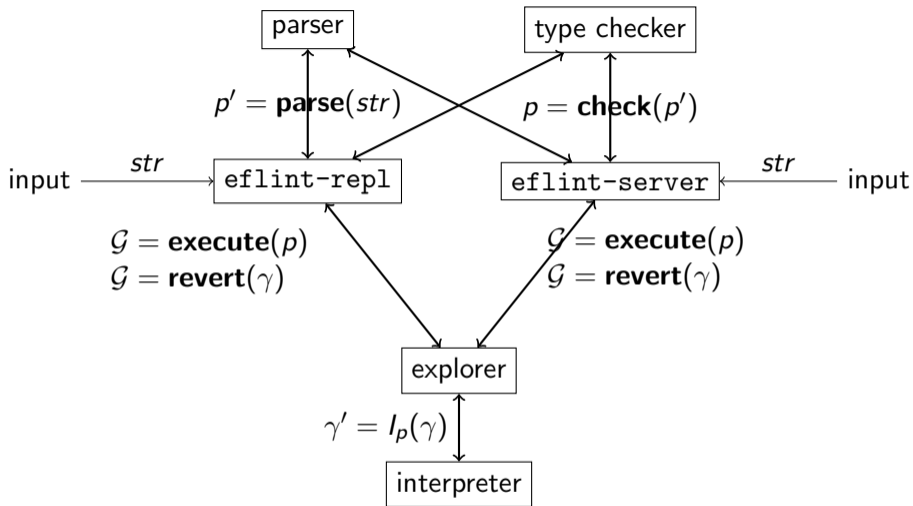 parser
type checker
p′ = parse(str)
p = check(p′)
input
str
eflint-repl
eflint-server
str
input
𝒢 = execute(p)
𝒢 = revert(γ)
𝒢 = execute(p)
𝒢 = revert(γ)
explorer
γ′ = Iₚ(γ)
interpreter